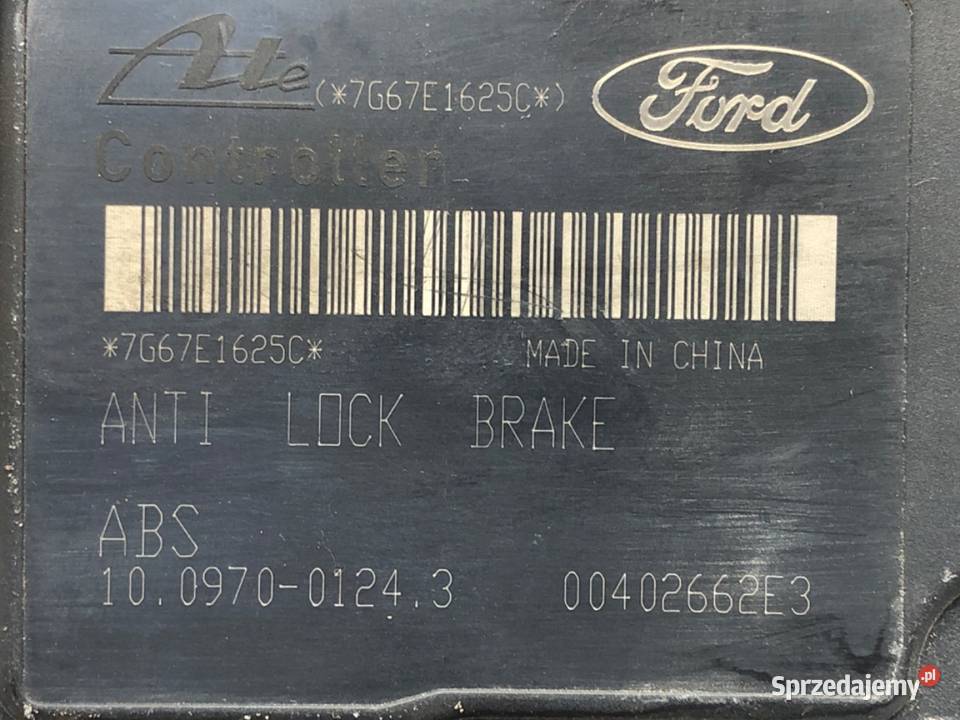 Ate (*7G67E1625C*) Ford
Controller
*7G67E1625C* MADE IN CHINA
ANTI LOCK BRAKE
ABS
10.0970-0124.3 00402662E3
Sprzedajemy.pl